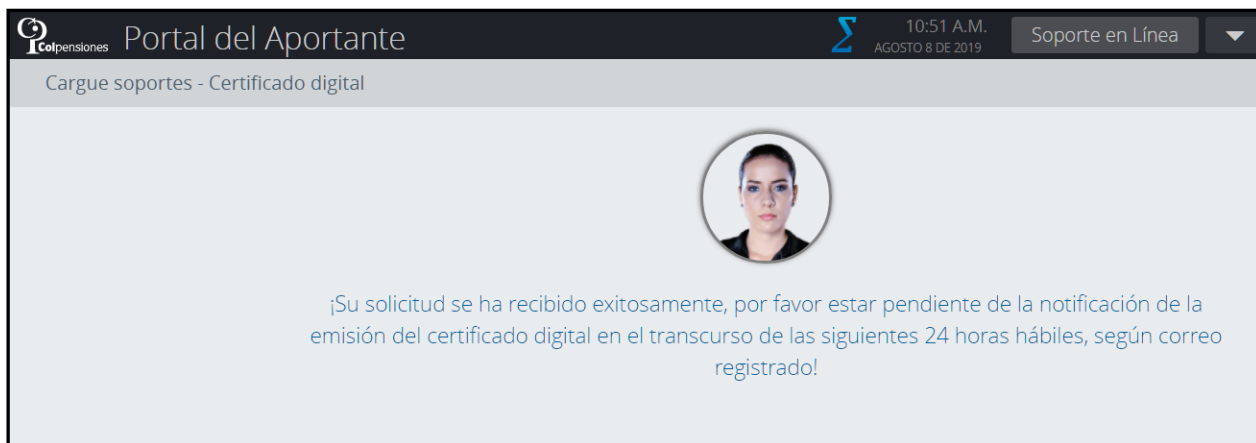 Colpensiones Portal del Aportante
10:51 A.M.
AGOSTO 8 DE 2019
Soporte en Línea
Cargue soportes - Certificado digital
¡Su solicitud se ha recibido exitosamente, por favor estar pendiente de la notificación de la
emisión del certificado digital en el transcurso de las siguientes 24 horas hábiles, según correo
registrado!